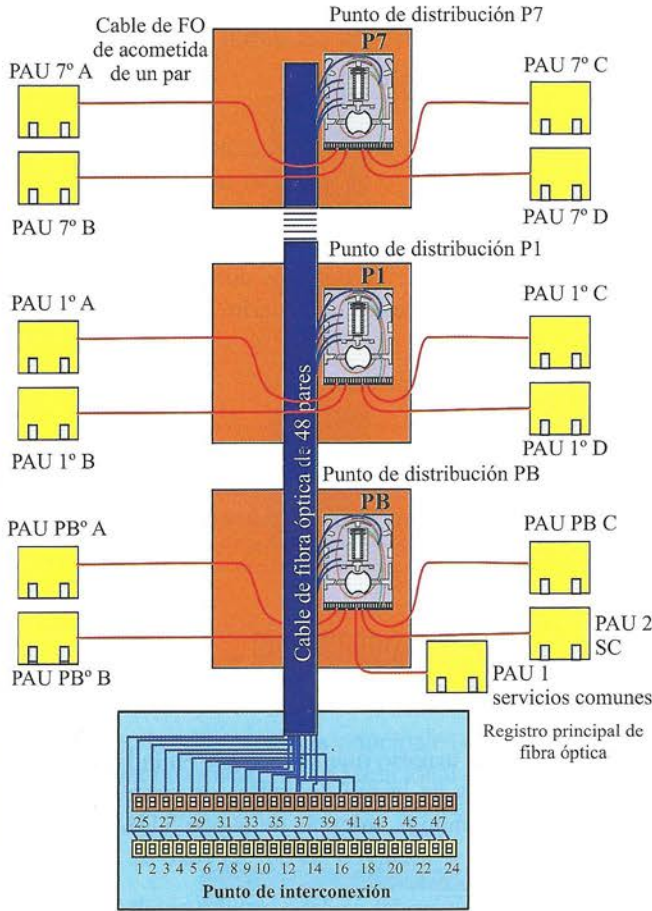 Punto de distribución P7
Cable de FO
de acometida
de un par
P7
PAU 7º A
PAU 7º C
PAU 7º B
PAU 7º D
Punto de distribución P1
P1
PAU 1º A
PAU 1º C
PAU 1º B
PAU 1º D
Cable de fibra óptica de 48 pares
Punto de distribución PB
PB
PAU PBº A
PAU PB C
PAU PBº B
PAU 2
SC
PAU 1
servicios comunes
Registro principal de
fibra óptica
25 27 29 31 33 35 37 39 41 43 45 47
1 2 3 4 5 6 7 8 9 10 12 14 16 18 20 22 24
Punto de interconexión